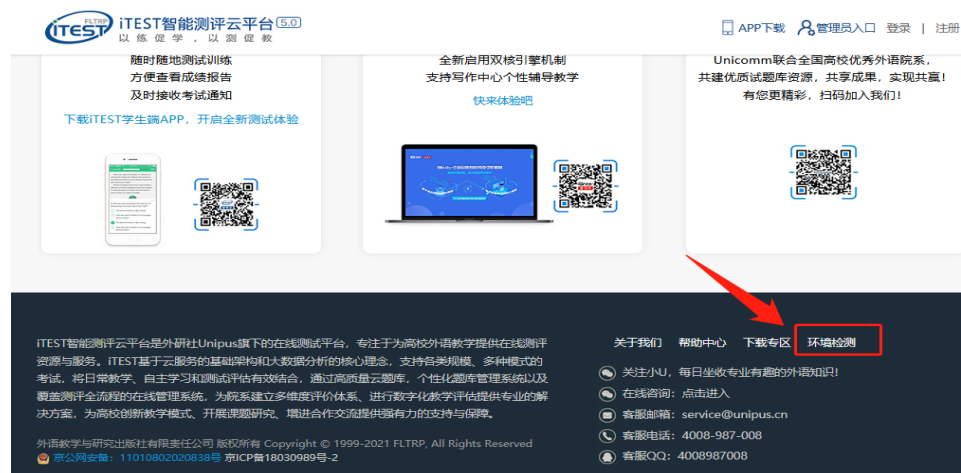 FLTRP
iTEST
iTEST智能测评云平台 5.0
以练促学，以测促教
APP下载
管理员入口
登录 | 注册
随时随地测试训练
方便查看成绩报告
及时接收考试通知
下载iTEST学生端APP，开启全新测试体验
全新启用双核引擎机制
支持写作中心个性辅导教学
快来体验吧
Unicomm联合全国高校优秀外语院系，
共建优质试题库资源，共享成果，实现共赢！
有您更精彩，扫码加入我们！
iTEST智能测评云平台是外研社Unipus旗下的在线测试平台，专注于为高校外语教学提供在线测评
资源与服务。iTEST基于云服务的基础架构和大数据分析的核心理念，支持各类规模、多种模式的
考试，将日常教学、自主学习和测试评估有效结合，通过高质量云题库，个性化题库管理系统以及
覆盖测评全流程的在线管理系统，为院系建立多维度评价体系、进行数字化教学评估提供专业的解
决方案，为高校创新教学模式、开展课题研究、增进合作交流提供强有力的支持与保障。
外语教学与研究出版社有限责任公司 版权所有 Copyright © 1999-2021 FLTRP, All Rights Reserved
京公网安备：11010802020838号 京ICP备18030989号-2
关于我们 帮助中心 下载专区 环境检测
关注小U，每日坐收专业有趣的外语知识！
在线咨询：点击进入
客服邮箱：service@unipus.cn
客服电话：4008-987-008
客服QQ：4008987008